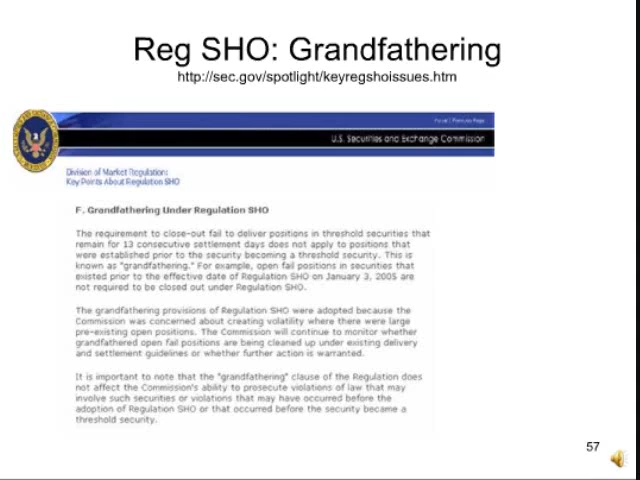 Reg SHO: Grandfathering
http://sec.gov/spotlight/keyregshoissues.htm
Home | Previous Page
U.S. Securities and Exchange Commission
Division of Market Regulation:
Key Points About Regulation SHO
F. Grandfathering Under Regulation SHO
The requirement to close-out fail to deliver positions in threshold securities that
remain for 13 consecutive settlement days does not apply to positions that
were established prior to the security becoming a threshold security. This is
known as "grandfathering." For example, open fail positions in securities that
existed prior to the effective date of Regulation SHO on January 3, 2005 are
not required to be closed out under Regulation SHO.
The grandfathering provisions of Regulation SHO were adopted because the
Commission was concerned about creating volatility where there were large
pre-existing open positions. The Commission will continue to monitor whether
grandfathered open fail positions are being cleaned up under existing delivery
and settlement guidelines or whether further action is warranted.
It is important to note that the "grandfathering" clause of the Regulation does
not affect the Commission's ability to prosecute violations of law that may
involve such securities or violations that may have occurred before the
adoption of Regulation SHO or that occurred before the security became a
threshold security.
57